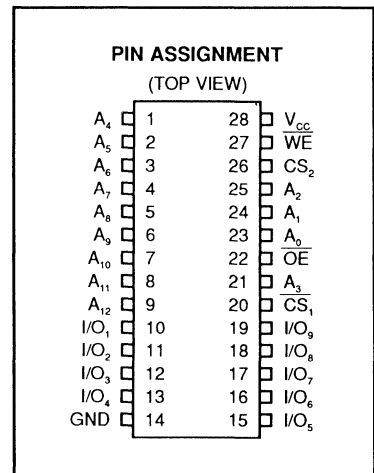 PIN ASSIGNMENT
(TOP VIEW)
A4 1 28 VCC
A5 2 27 WE
A6 3 26 CS2
A7 4 25 A2
A8 5 24 A1
A9 6 23 A0
A10 7 22 OE
A11 8 21 A3
A12 9 20 CS1
I/O1 10 19 I/O9
I/O2 11 18 I/O8
I/O3 12 17 I/O7
I/O4 13 16 I/O6
GND 14 15 I/O5